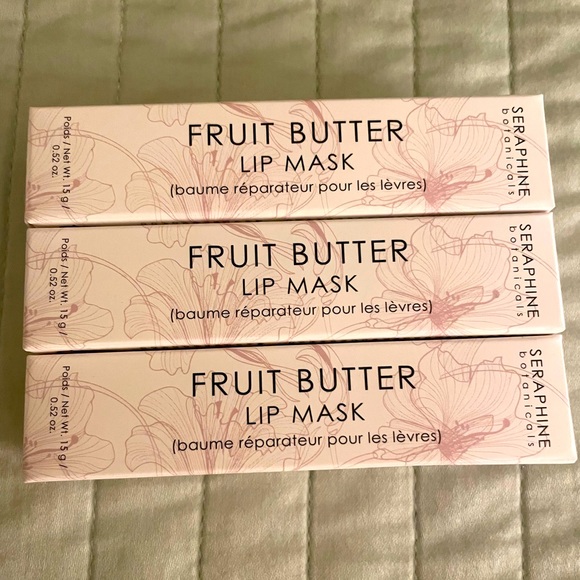 Poids / Net Wt. 15 g /
0.52 oz.
FRUIT BUTTER
LIP MASK
(baume réparateur pour les lèvres)
SERAPHINE
botanicals
Poids / Net Wt. 15 g /
0.52 oz.
FRUIT BUTTER
LIP MASK
(baume réparateur pour les lèvres)
SERAPHINE
botanicals
Poids / Net Wt. 15 g /
0.52 oz.
FRUIT BUTTER
LIP MASK
(baume réparateur pour les lèvres)
SERAPHINE
botanicals